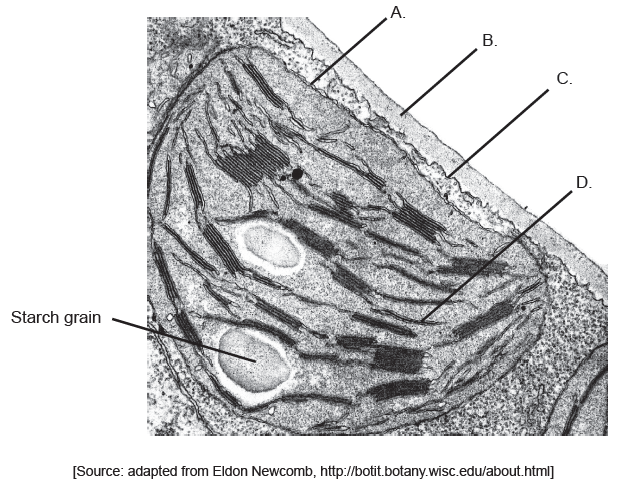 A.
B.
C.
D.
Starch grain
[Source: adapted from Eldon Newcomb, http://botit.botany.wisc.edu/about.html]